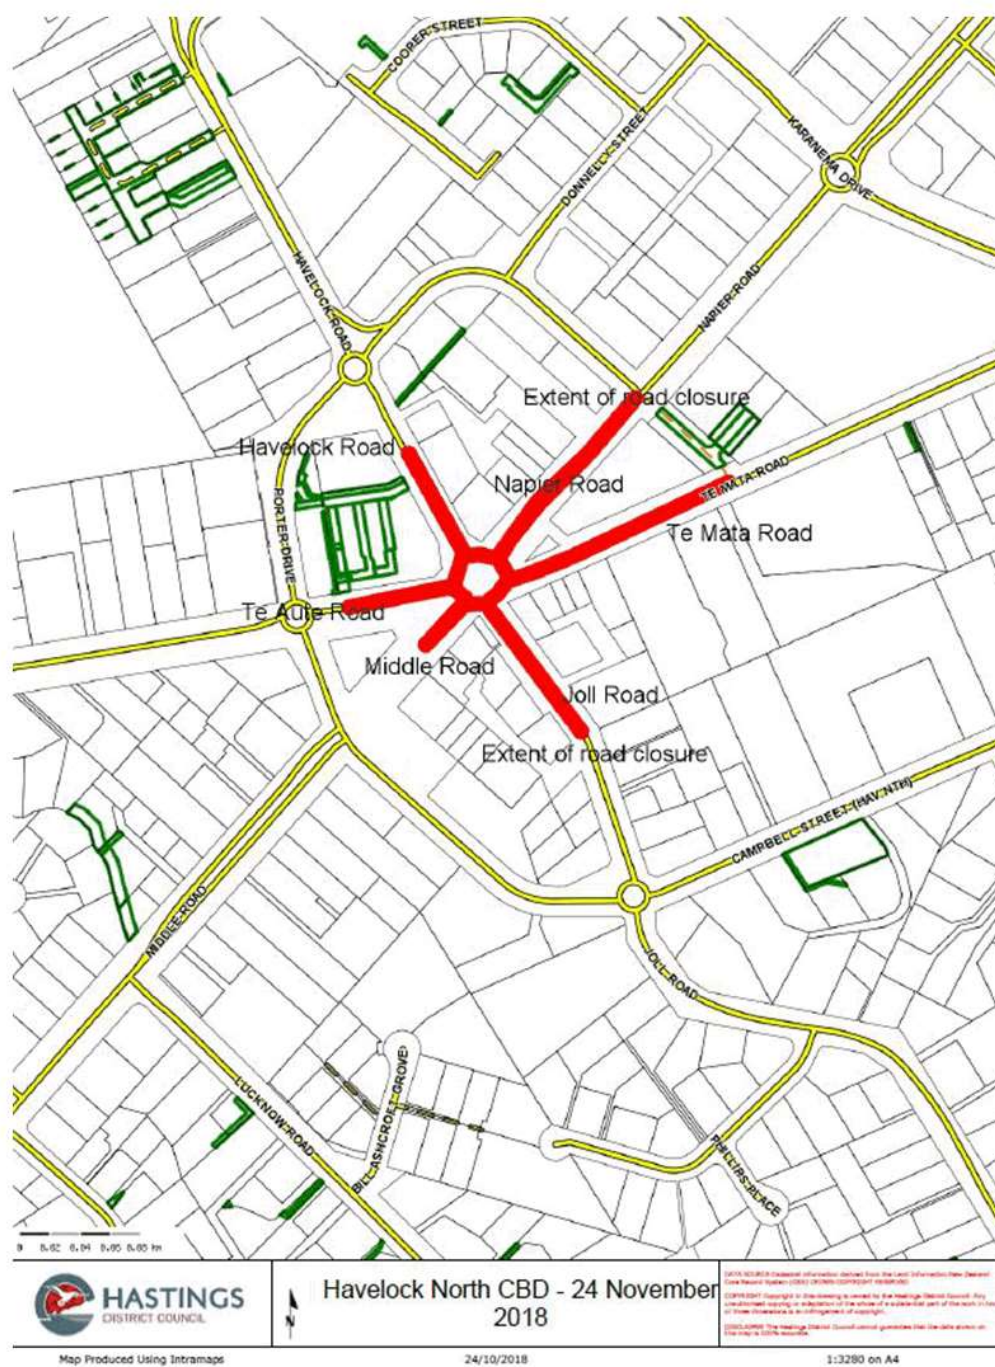 COOPER STREET
KARANEMA DRIVE
DONNELLY STREET
HAVELOCK ROAD
NAPIER ROAD
Extent of road closure
Havelock Road
Napier Road
TE MATA ROAD
PORTER DRIVE
Te Mata Road
Te Aute Road
Middle Road
Joll Road
Extent of road closure
CAMPBELL STREET (HAV NTH)
MIDDLE ROAD
JOLL ROAD
LUCKNOW ROAD
BILL ASHCROFT GROVE
PHILLIPS PLACE
HASTINGS
DISTRICT COUNCIL
N
Havelock North CBD - 24 November
2018
Map Produced Using Intramaps
24/10/2018
1:3280 on A4